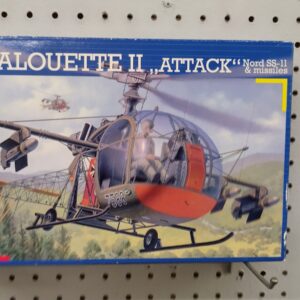 ALOUETTE II „ATTACK“ Nord SS-11
& missiles